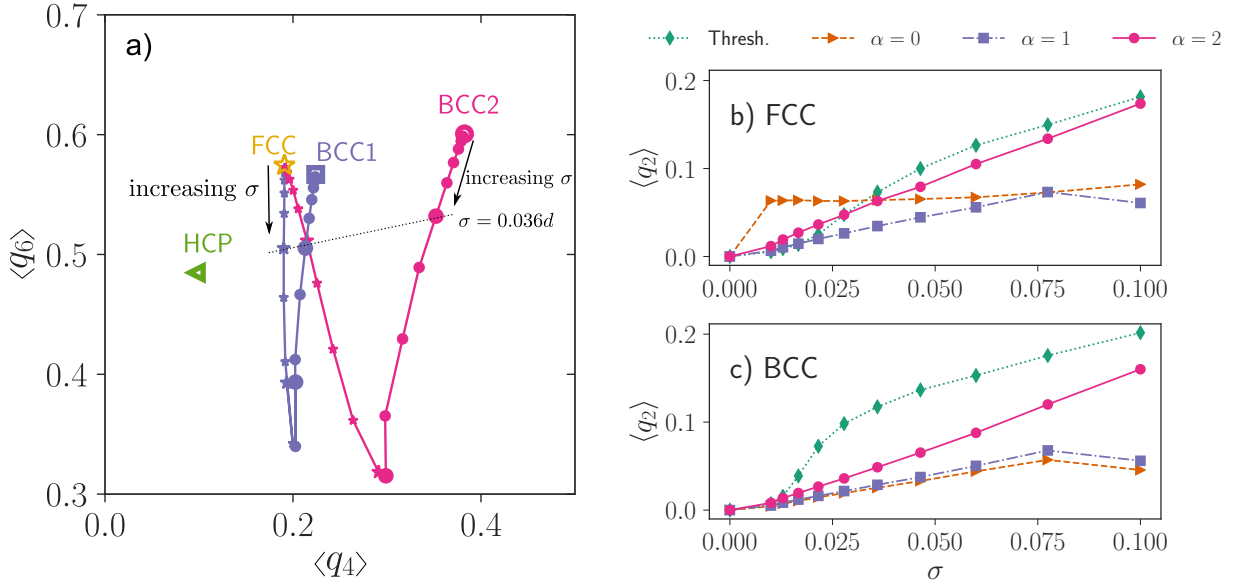 a)
0.7
0.6
0.5
0.4
0.3
⟨q₆⟩
0.0
0.2
0.4
⟨q₄⟩
BCC2
FCC
BCC1
increasing σ
increasing σ
σ = 0.036d
HCP
Thresh.
α = 0
α = 1
α = 2
b) FCC
0.2
0.1
0.0
⟨q₂⟩
0.000
0.025
0.050
0.075
0.100
c) BCC
0.2
0.1
0.0
⟨q₂⟩
0.000
0.025
0.050
0.075
0.100
σ